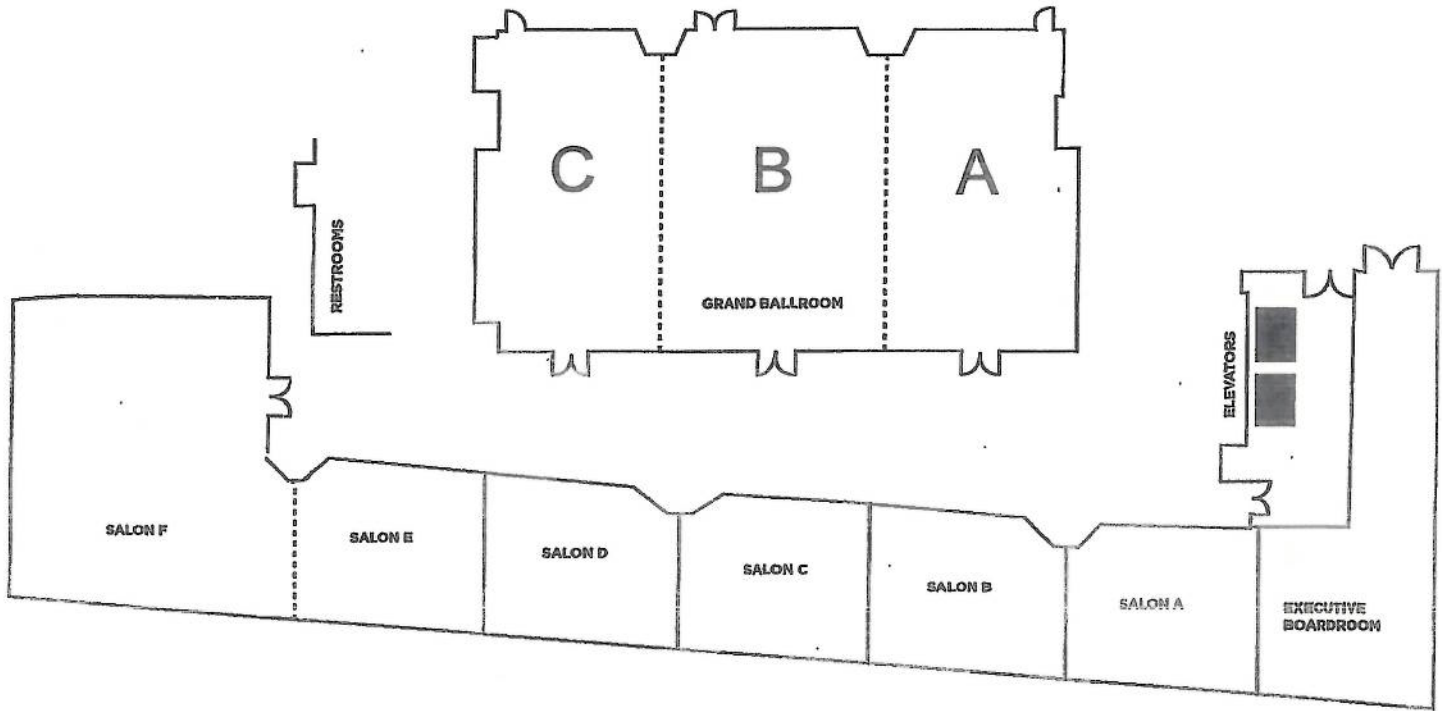 C
B
A
RESTROOMS
GRAND BALLROOM
ELEVATORS
SALON F
SALON E
SALON D
SALON C
SALON B
SALON A
EXECUTIVE
BOARDROOM